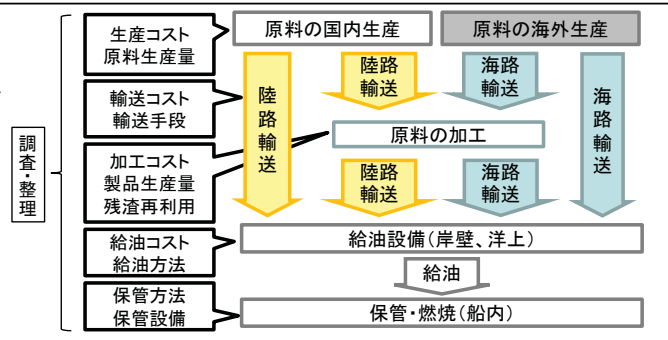 調査・整理
生産コスト
原料生産量
輸送コスト
輸送手段
加工コスト
製品生産量
残渣再利用
給油コスト
給油方法
保管方法
保管設備
原料の国内生産
原料の海外生産
陸路輸送
陸路
輸送
海路
輸送
海路輸送
原料の加工
陸路
輸送
海路
輸送
給油設備(岸壁、洋上)
給油
保管・燃焼(船内)